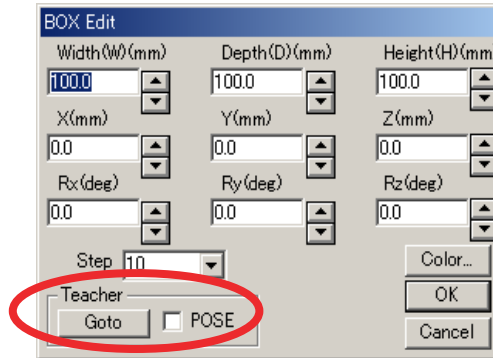 BOX Edit
Width(W)(mm) Depth(D)(mm) Height(H)(mm
100.0 100.0 100.0
X(mm) Y(mm) Z(mm)
0.0 0.0 0.0
Rx(deg) Ry(deg) Rz(deg)
0.0 0.0 0.0
Step 10 Color...
Teacher OK
Goto POSE Cancel